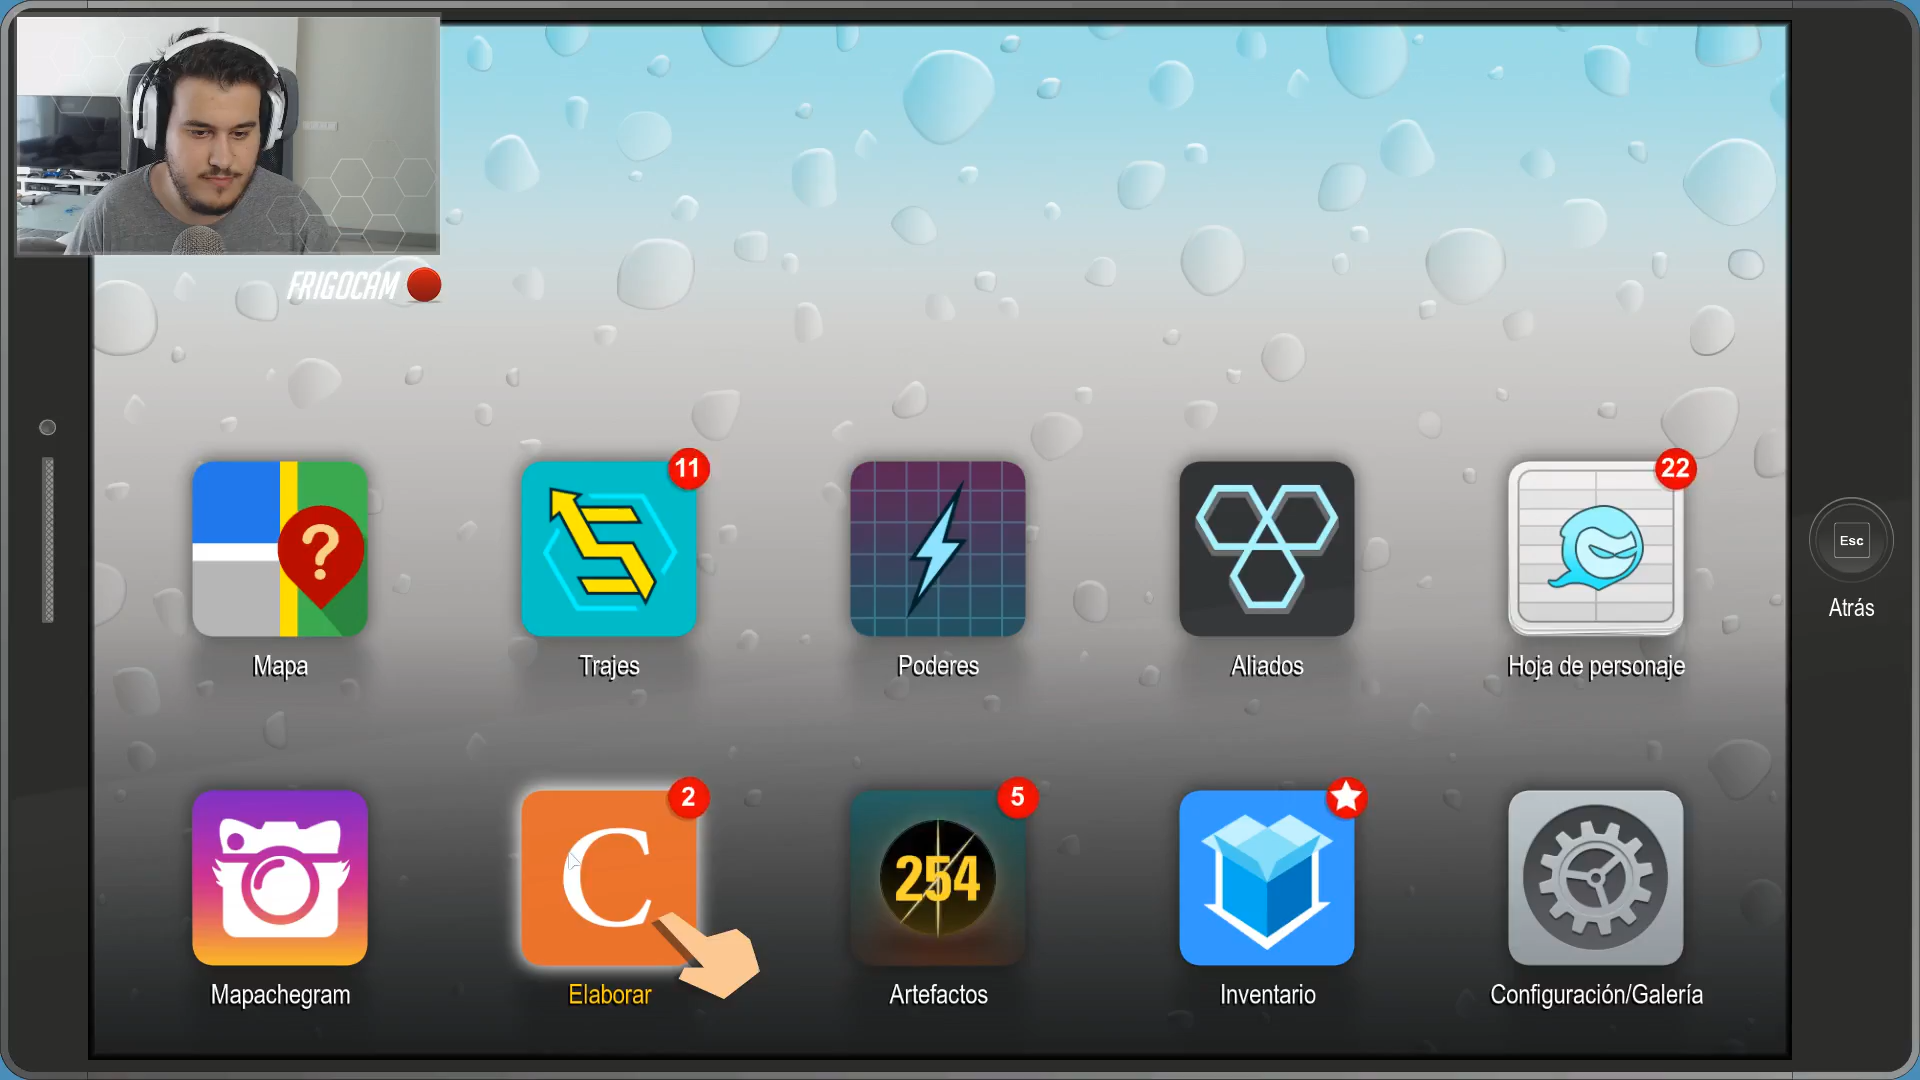 FRIGOCAM
11
22
?
Mapa
Trajes
Poderes
Aliados
Hoja de personaje
Esc
Atrás
2
5
C
254
Mapachegram
Elaborar
Artefactos
Inventario
Configuración/Galería